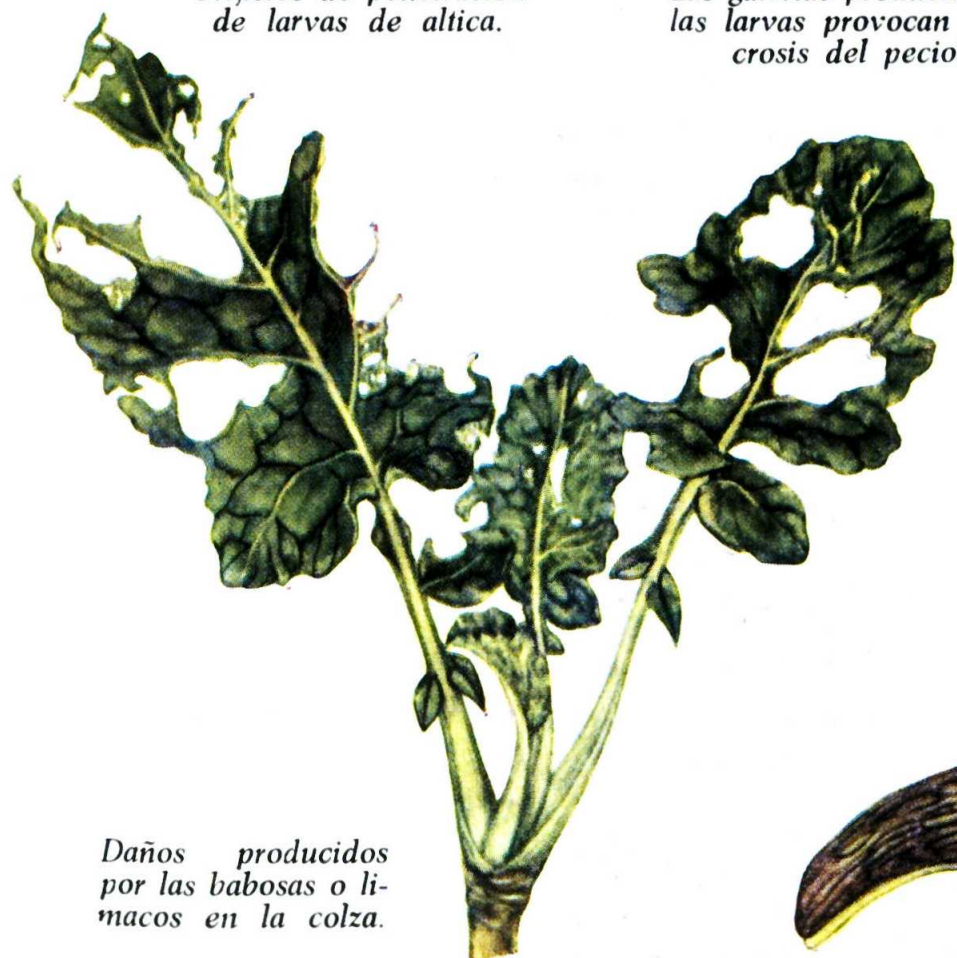 de larvas de altica.
las larvas provocan
crosis del pecio
Daños producidos
por las babosas o li-
macos en la colza.